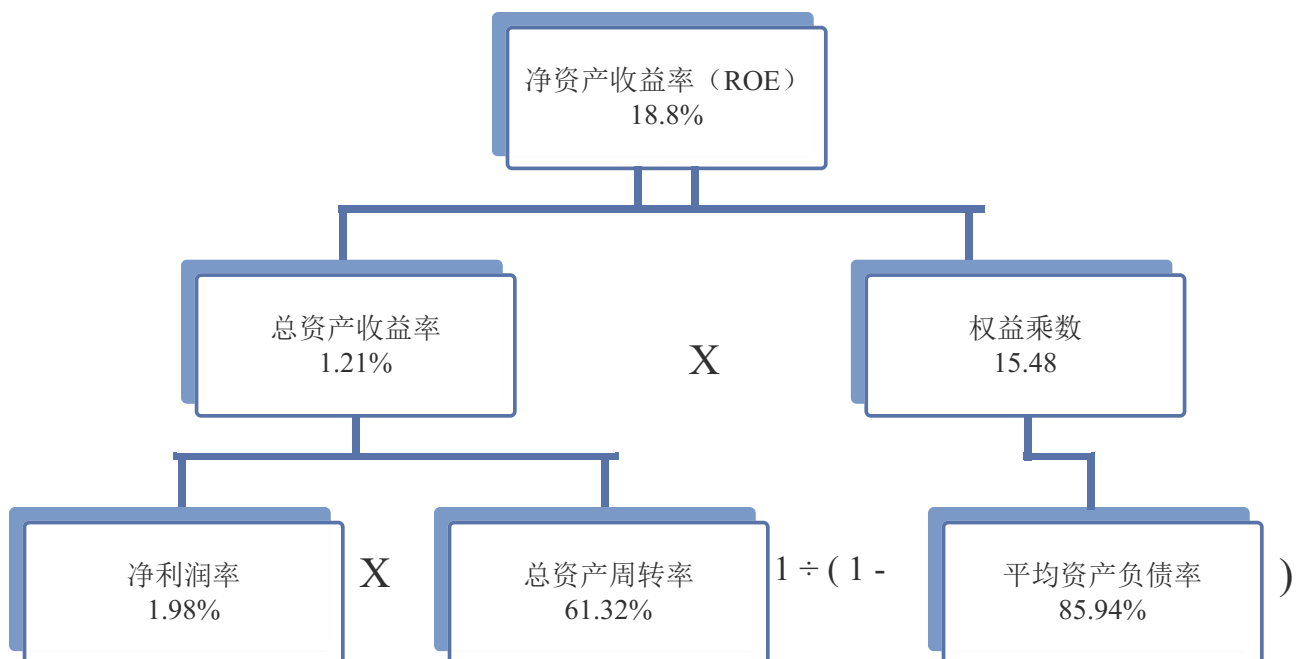 净资产收益率（ROE）
18.8%
总资产收益率
1.21%
X
权益乘数
15.48
净利润率
1.98%
X
总资产周转率
61.32%
1 ÷ ( 1 -
平均资产负债率
85.94%
)